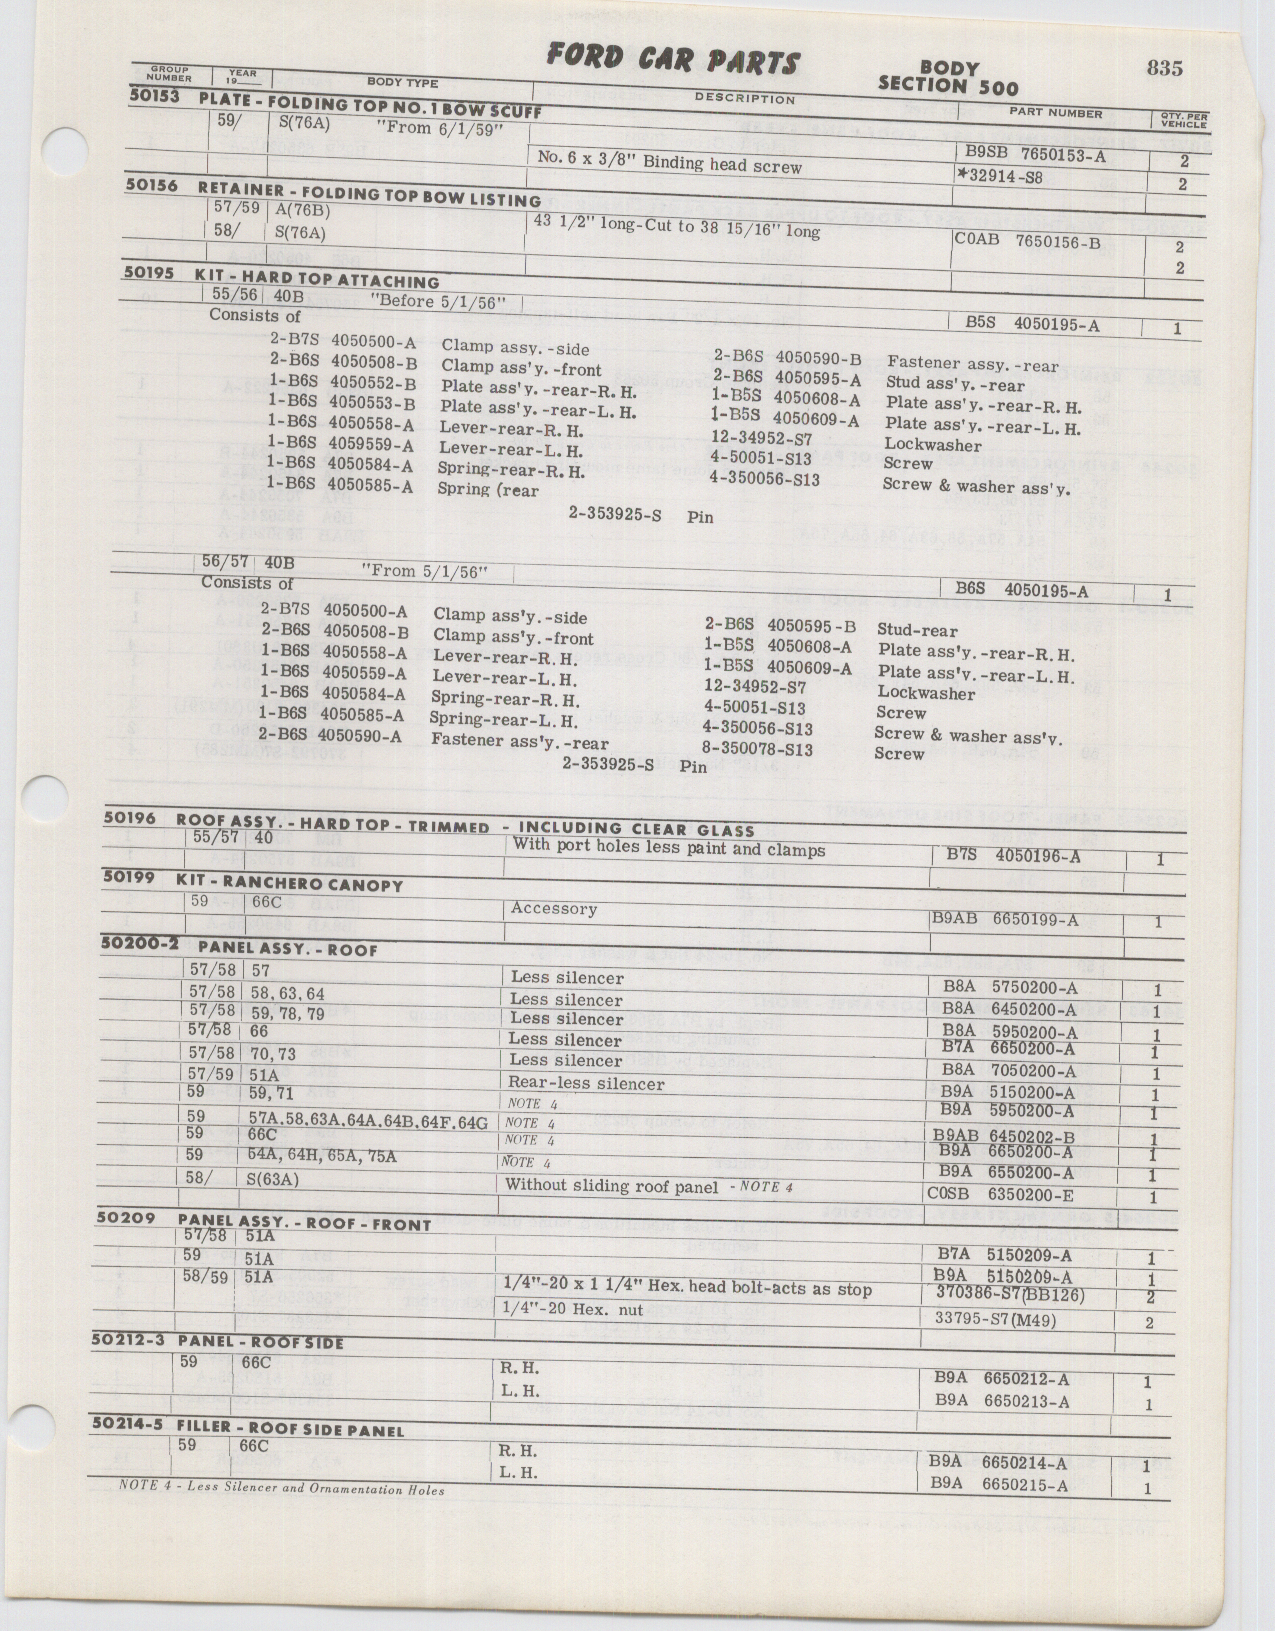 FORD CAR PARTS
BODY
SECTION 500
835
GROUP NUMBER YEAR 19__ BODY TYPE DESCRIPTION PART NUMBER QTY. PER VEHICLE
50153 PLATE - FOLDING TOP NO. 1 BOW SCUFF
59/ S(76A) "From 6/1/59" B9SB 7650153-A 2
No. 6 x 3/8" Binding head screw *32914-S8 2
50156 RETAINER - FOLDING TOP BOW LISTING
57/59 A(76B) 43 1/2" long-Cut to 38 15/16" long C0AB 7650156-B 2
58/ S(76A) 2
50195 KIT - HARD TOP ATTACHING
55/56 40B "Before 5/1/56" B5S 4050195-A 1
Consists of
2-B7S 4050500-A Clamp assy. -side 2-B6S 4050590-B Fastener assy. -rear
2-B6S 4050508-B Clamp ass'y. -front 2-B6S 4050595-A Stud ass'y. -rear
1-B6S 4050552-B Plate ass'y. -rear-R. H. 1-B5S 4050608-A Plate ass'y. -rear-R. H.
1-B6S 4050553-B Plate ass'y. -rear-L. H. 1-B5S 4050609-A Plate ass'y. -rear-L. H.
1-B6S 4050558-A Lever-rear-R. H. 12-34952-S7 Lockwasher
1-B6S 4059559-A Lever-rear-L. H. 4-50051-S13 Screw
1-B6S 4050584-A Spring-rear-R. H. 4-350056-S13 Screw & washer ass'y.
1-B6S 4050585-A Spring (rear
2-353925-S Pin
56/57 40B "From 5/1/56" B6S 4050195-A 1
Consists of
2-B7S 4050500-A Clamp ass'y. -side 2-B6S 4050595-B Stud-rear
2-B6S 4050508-B Clamp ass'y. -front 1-B5S 4050608-A Plate ass'y. -rear-R. H.
1-B6S 4050558-A Lever-rear-R. H. 1-B5S 4050609-A Plate ass'y. -rear-L. H.
1-B6S 4050559-A Lever-rear-L. H. 12-34952-S7 Lockwasher
1-B6S 4050584-A Spring-rear-R. H. 4-50051-S13 Screw
1-B6S 4050585-A Spring-rear-L. H. 4-350056-S13 Screw & washer ass'y.
2-B6S 4050590-A Fastener ass'y. -rear 8-350078-S13 Screw
2-353925-S Pin
50196 ROOF ASSY. - HARD TOP - TRIMMED - INCLUDING CLEAR GLASS
55/57 40 With port holes less paint and clamps B7S 4050196-A 1
50199 KIT - RANCHERO CANOPY
59 66C Accessory B9AB 6650199-A 1
50200-2 PANEL ASSY. - ROOF
57/58 57 Less silencer B8A 5750200-A 1
57/58 58, 63, 64 Less silencer B8A 6450200-A 1
57/58 59, 78, 79 Less silencer B8A 5950200-A 1
57/58 66 Less silencer B7A 6650200-A 1
57/58 70, 73 Less silencer B8A 7050200-A 1
57/59 51A Rear-less silencer B9A 5150200-A 1
59 59, 71 NOTE 4 B9A 5950200-A 1
59 57A, 58, 63A, 64A, 64B, 64F, 64G NOTE 4 B9AB 6450202-B 1
59 66C NOTE 4 B9A 6650200-A 1
59 54A, 64H, 65A, 75A NOTE 4 B9A 6550200-A 1
58/ S(63A) Without sliding roof panel - NOTE 4 C0SB 6350200-E 1
50209 PANEL ASSY. - ROOF - FRONT
57/58 51A B7A 5150209-A 1
59 51A B9A 5150209-A 1
58/59 51A 1/4"-20 x 1 1/4" Hex. head bolt-acts as stop 370386-S7(BB126) 2
1/4"-20 Hex. nut 33795-S7(M49) 2
50212-3 PANEL - ROOF SIDE
59 66C R. H. B9A 6650212-A 1
L. H. B9A 6650213-A 1
50214-5 FILLER - ROOF SIDE PANEL
59 66C R. H. B9A 6650214-A 1
L. H. B9A 6650215-A 1
NOTE 4 - Less Silencer and Ornamentation Holes